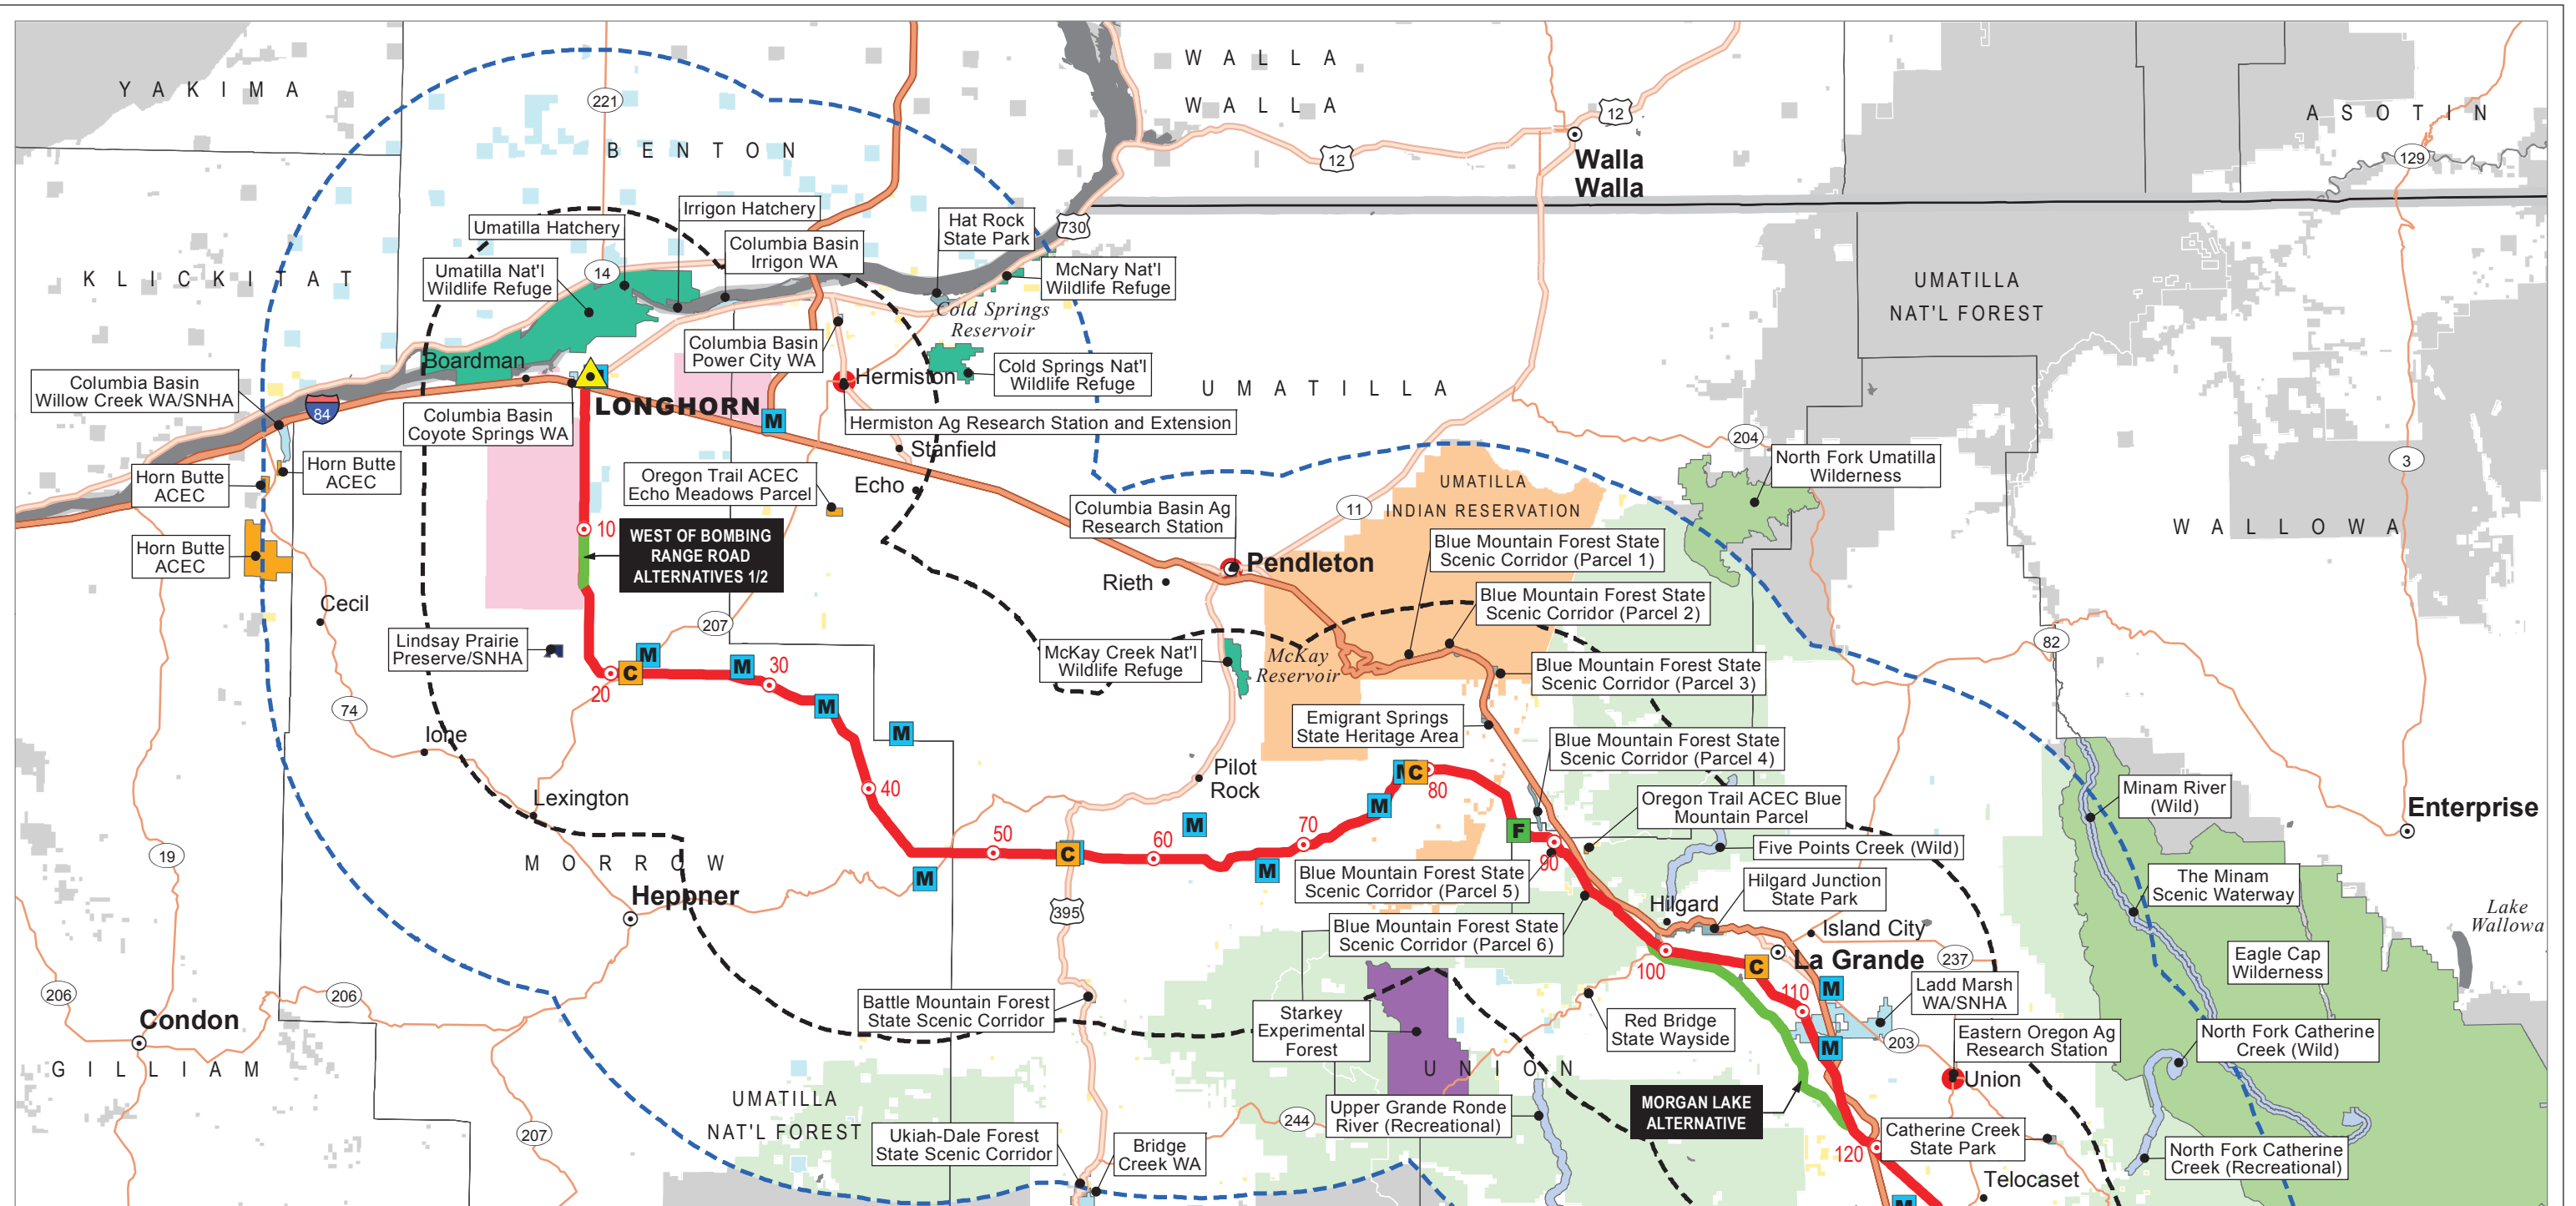 YAKIMA
WALLA
WALLA
ASOTIN
221
12
12
129
BENTON
Walla
Walla
Irrigon Hatchery
Umatilla Hatchery
Hat Rock
State Park
730
Columbia Basin
Irrigon WA
KLICKITAT
14
Umatilla Nat'l
Wildlife Refuge
McNary Nat'l
Wildlife Refuge
UMATILLA
NAT'L FOREST
Cold Springs
Reservoir
Columbia Basin
Power City WA
Boardman
Hermiston
Cold Springs Nat'l
Wildlife Refuge
UMATILLA
Columbia Basin
Willow Creek WA/SNHA
84
LONGHORN
M
Columbia Basin
Coyote Springs WA
Hermiston Ag Research Station and Extension
Stanfield
204
3
North Fork Umatilla
Wilderness
Horn Butte
ACEC
Horn Butte
ACEC
Oregon Trail ACEC
Echo Meadows Parcel
Echo
UMATILLA
INDIAN RESERVATION
11
Columbia Basin Ag
Research Station
WALLOWA
10
WEST OF BOMBING
RANGE ROAD
ALTERNATIVES 1/2
Horn Butte
ACEC
Blue Mountain Forest State
Scenic Corridor (Parcel 1)
Pendleton
Rieth
Cecil
Blue Mountain Forest State
Scenic Corridor (Parcel 2)
207
82
Lindsay Prairie
Preserve/SNHA
M
M
C
20
30
McKay Creek Nat'l
Wildlife Refuge
McKay
Reservoir
Blue Mountain Forest State
Scenic Corridor (Parcel 3)
74
M
M
Ione
Emigrant Springs
State Heritage Area
Blue Mountain Forest State
Scenic Corridor (Parcel 4)
Pilot
Rock
M
C
80
M
40
Lexington
Minam River
(Wild)
Enterprise
Oregon Trail ACEC Blue
Mountain Parcel
M
F
50
60
70
90
C
19
MORROW
M
M
Five Points Creek (Wild)
Blue Mountain Forest State
Scenic Corridor (Parcel 5)
Heppner
395
Hilgard Junction
State Park
The Minam
Scenic Waterway
Hilgard
Island City
Lake
Wallowa
Blue Mountain Forest State
Scenic Corridor (Parcel 6)
100
C
La Grande
237
Eagle Cap
Wilderness
206
206
110
M
Ladd Marsh
WA/SNHA
Battle Mountain Forest
State Scenic Corridor
Starkey
Experimental
Forest
Red Bridge
State Wayside
Condon
M
203
Eastern Oregon Ag
Research Station
North Fork Catherine
Creek (Wild)
GILLIAM
UNION
Union
UMATILLA
NAT'L FOREST
207
Upper Grande Ronde
River (Recreational)
244
MORGAN LAKE
ALTERNATIVE
Ukiah-Dale Forest
State Scenic Corridor
Bridge
Creek WA
120
Catherine Creek
State Park
North Fork Catherine
Creek (Recreational)
Telocaset
M